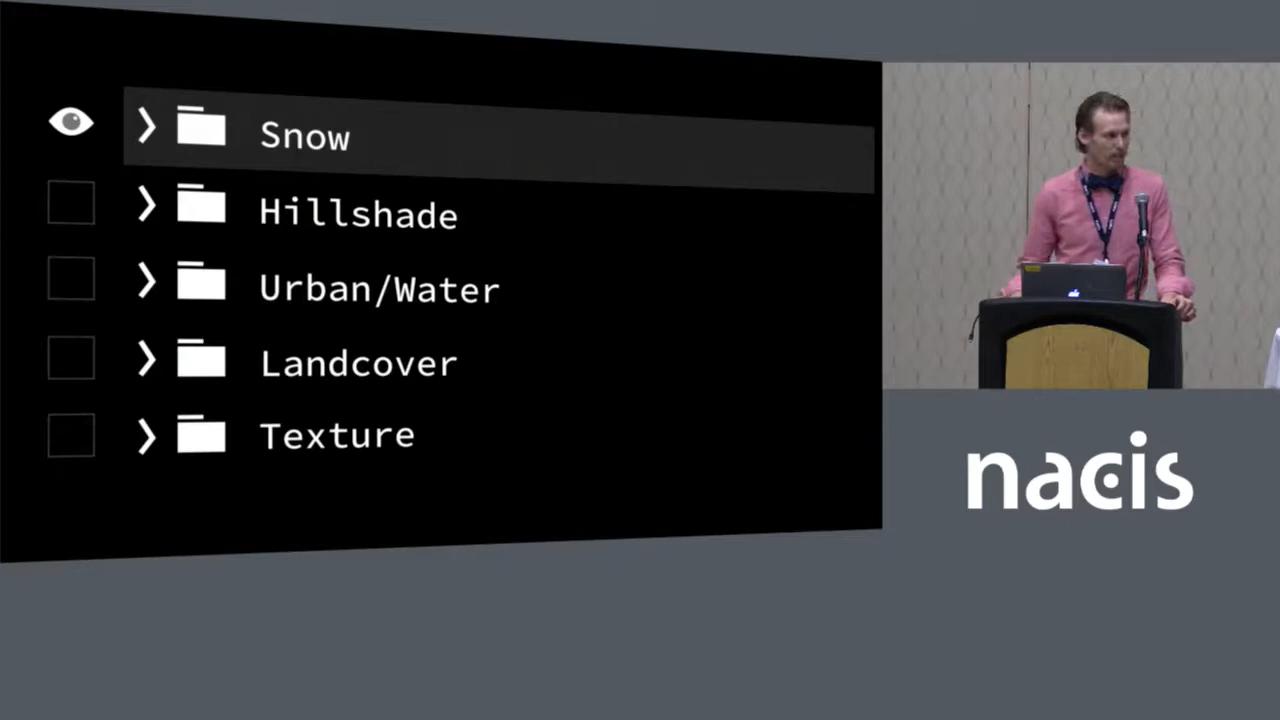 Snow
Hillshade
Urban/Water
Landcover
Texture
nacis